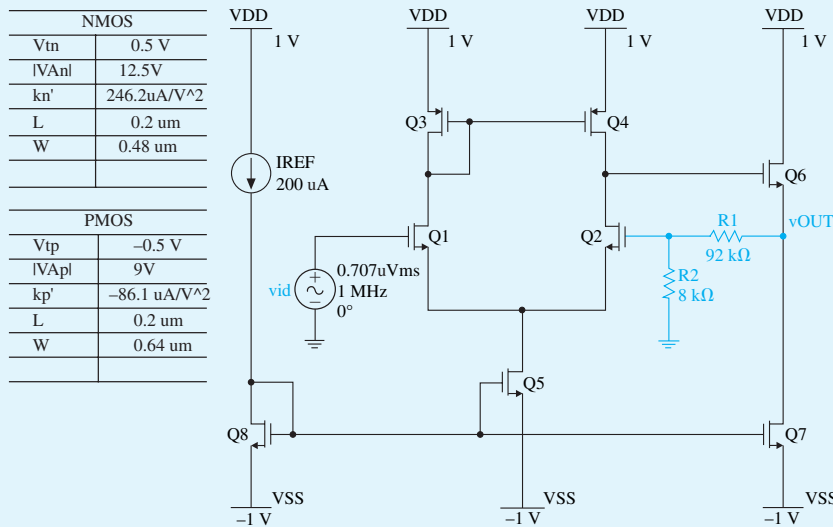 NMOS
Vtn 0.5 V
|VAn| 12.5V
kn' 246.2uA/V^2
L 0.2 um
W 0.48 um
PMOS
Vtp –0.5 V
|VAp| 9V
kp' –86.1 uA/V^2
L 0.2 um
W 0.64 um
VDD
1 V
VDD
1 V
VDD
1 V
VDD
1 V
Q3
Q4
IREF
200 uA
Q6
Q1
Q2
R1
92 kΩ
vOUT
vid
0.707uVms
1 MHz
0°
R2
8 kΩ
Q5
Q8
Q7
VSS
–1 V
VSS
–1 V
VSS
–1 V